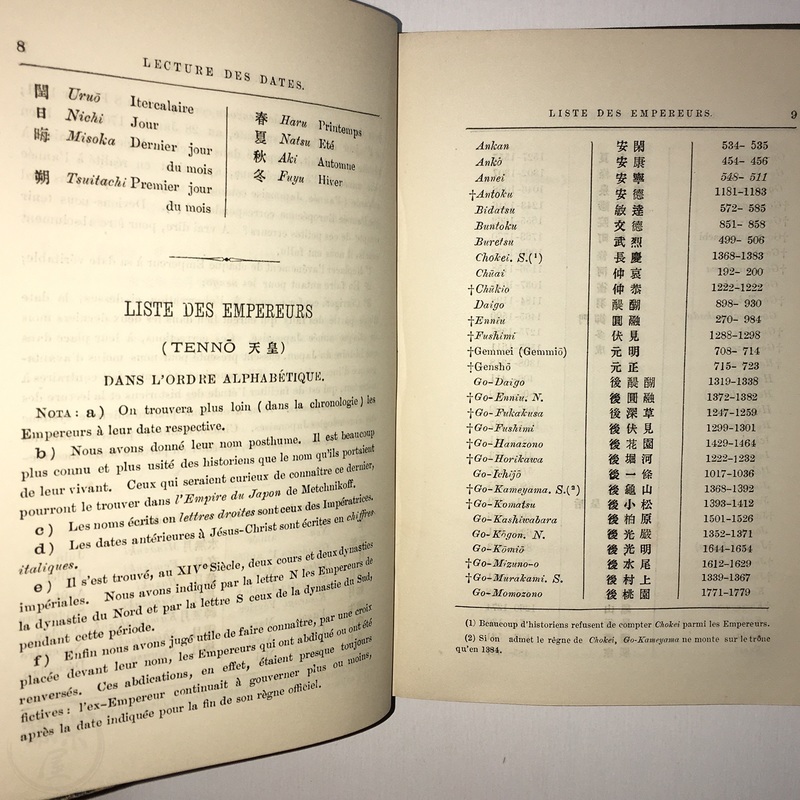 8
LECTURE DES DATES.
閏 Uruō Itercalaire
日 Nichi Jour
晦 Misoka Dernier jour
du mois
朔 Tsuitachi Premier jour
du mois
春 Haru Printemps
夏 Natsu Eté
秋 Aki Automne
冬 Fuyu Hiver
LISTE DES EMPEREURS
(TENNŌ 天皇)
DANS L'ORDRE ALPHABÉTIQUE.
NOTA: a) On trouvera plus loin (dans la chronologie) les
Empereurs à leur date respective.
b) Nous avons donné leur nom posthume. Il est beaucoup
plus connu et plus usité des historiens que le nom qu'ils portaient
de leur vivant. Ceux qui seraient curieux de connaître ce dernier,
pourront le trouver dans l'Empire du Japon de Metchnikoff.
c) Les noms écrits en lettres droites sont ceux des Impératrices.
d) Les dates antérieures à Jésus-Christ sont écrites en chiffres
italiques.
e) Il s'est trouvé, au XIVe Siècle, deux cours et deux dynasties
impériales. Nous avons indiqué par la lettre N les Empereurs de
la dynastie du Nord et par la lettre S ceux de la dynastie du Sud,
pendant cette période.
f) Enfin nous avons jugé utile de faire connaître, par une croix
placée devant leur nom, les Empereurs qui ont abdiqué ou ont été
renversés. Ces abdications, en effet, étaient presque toujours
fictives: l'ex-Empereur continuait à gouverner plus ou moins,
après la date indiquée pour la fin de son règne officiel.
LISTE DES EMPEREURS. 9
Ankan 安閑 534- 535
Ankō 安康 454- 456
Annei 安寧 548- 511
†Antoku 安德 1181-1183
Bidatsu 敏達 572- 585
Buntoku 文德 851- 858
Buretsu 武烈 499- 506
Chokei. S.(1) 長慶 1368-1383
Chūai 仲哀 192- 200
†Chūkio 仲恭 1222-1222
Daigo 醍醐 898- 930
†Enniu 圓融 270- 984
†Fushimi 伏見 1288-1298
†Gemmei (Gemmiō) 元明 708- 714
†Genshō 元正 715- 723
Go-Daigo 後醍醐 1319-1338
†Go-Enniu. N. 後圓融 1372-1382
†Go-Fukakusa 後深草 1247-1259
†Go-Fushimi 後伏見 1299-1301
†Go-Hanazono 後花園 1429-1464
†Go-Horikawa 後堀河 1222-1232
Go-Ichijō 後一條 1017-1036
†Go-Kameyama. S.(2) 後龜山 1368-1392
†Go-Komatsu 後小松 1393-1412
Go-Kashiwabara 後柏原 1501-1526
Go-Kōgon. N. 後光嚴 1352-1371
Go-Kōmiō 後光明 1644-1654
†Go-Mizuno-o 後水尾 1612-1629
†Go-Murakami. S. 後村上 1339-1367
Go-Momozono 後桃園 1771-1779
(1) Beaucoup d'historiens refusent de compter Chokei parmi les Empereurs.
(2) Si on admet le règne de Chokei, Go-Kameyama ne monte sur le trône
qu'en 1384.